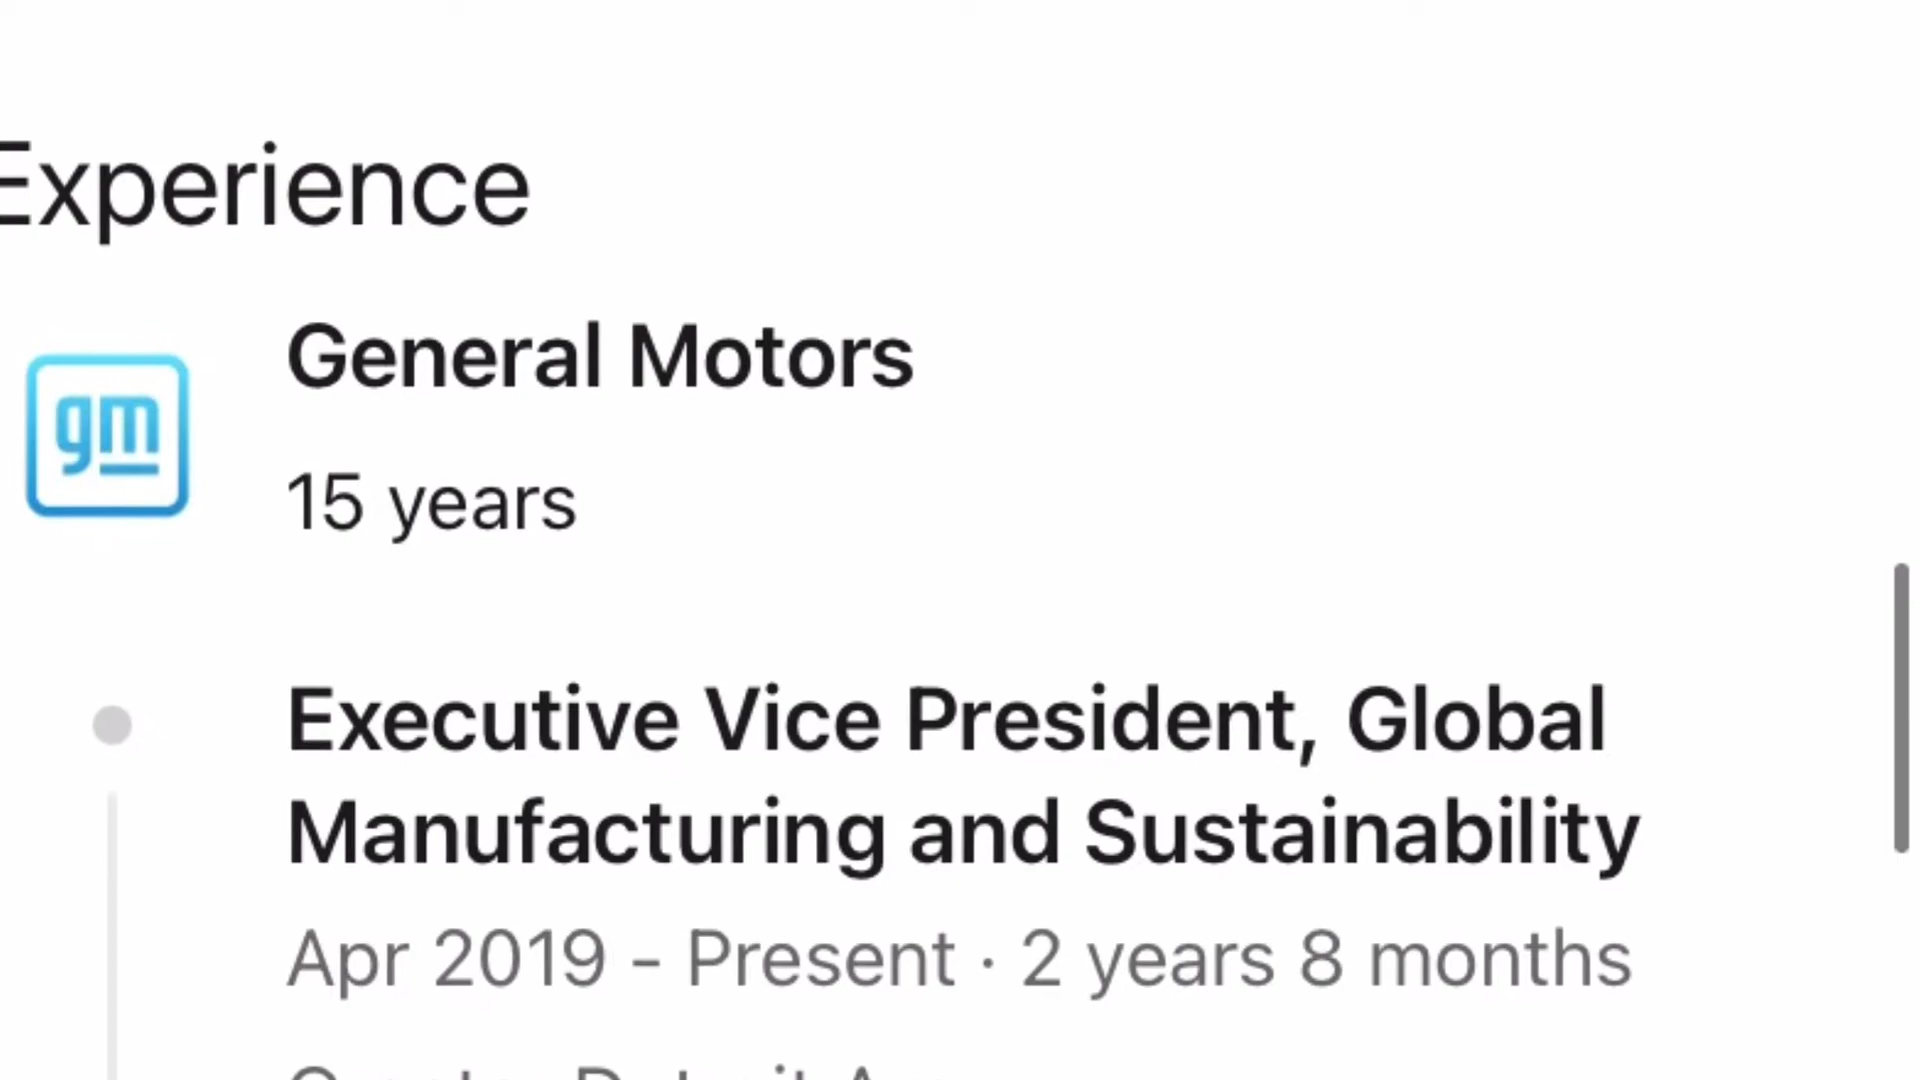 Experience
General Motors
gm
15 years
Executive Vice President, Global
Manufacturing and Sustainability
Apr 2019 - Present · 2 years 8 months